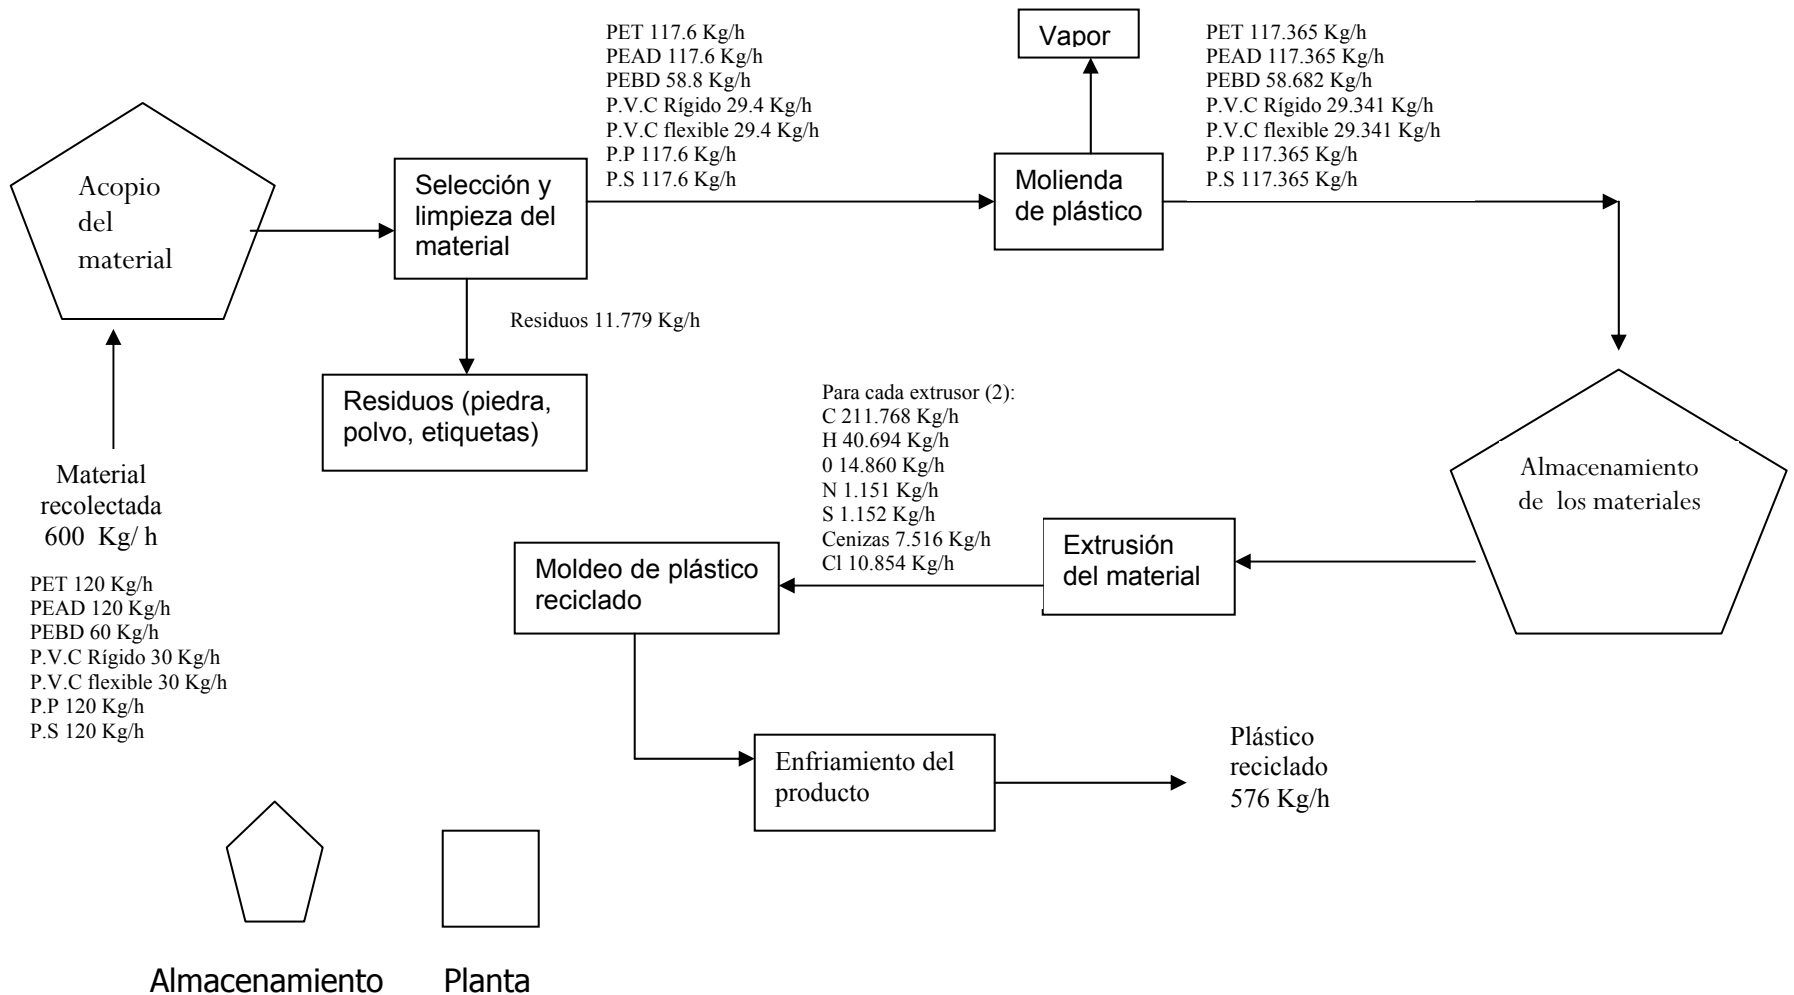 PET 117.6 Kg/h
PEAD 117.6 Kg/h
PEBD 58.8 Kg/h
P.V.C Rígido 29.4 Kg/h
P.V.C flexible 29.4 Kg/h
P.P 117.6 Kg/h
P.S 117.6 Kg/h
Vapor
PET 117.365 Kg/h
PEAD 117.365 Kg/h
PEBD 58.682 Kg/h
P.V.C Rígido 29.341 Kg/h
P.V.C flexible 29.341 Kg/h
P.P 117.365 Kg/h
P.S 117.365 Kg/h
Acopio
del
material
Selección y
limpieza del
material
Molienda
de plástico
Residuos 11.779 Kg/h
Residuos (piedra,
polvo, etiquetas)
Material
recolectada
600 Kg/ h
PET 120 Kg/h
PEAD 120 Kg/h
PEBD 60 Kg/h
P.V.C Rígido 30 Kg/h
P.V.C flexible 30 Kg/h
P.P 120 Kg/h
P.S 120 Kg/h
Para cada extrusor (2):
C 211.768 Kg/h
H 40.694 Kg/h
0 14.860 Kg/h
N 1.151 Kg/h
S 1.152 Kg/h
Cenizas 7.516 Kg/h
Cl 10.854 Kg/h
Almacenamiento
de los materiales
Extrusión
del material
Moldeo de plástico
reciclado
Enfriamiento del
producto
Plástico
reciclado
576 Kg/h
Almacenamiento
Planta